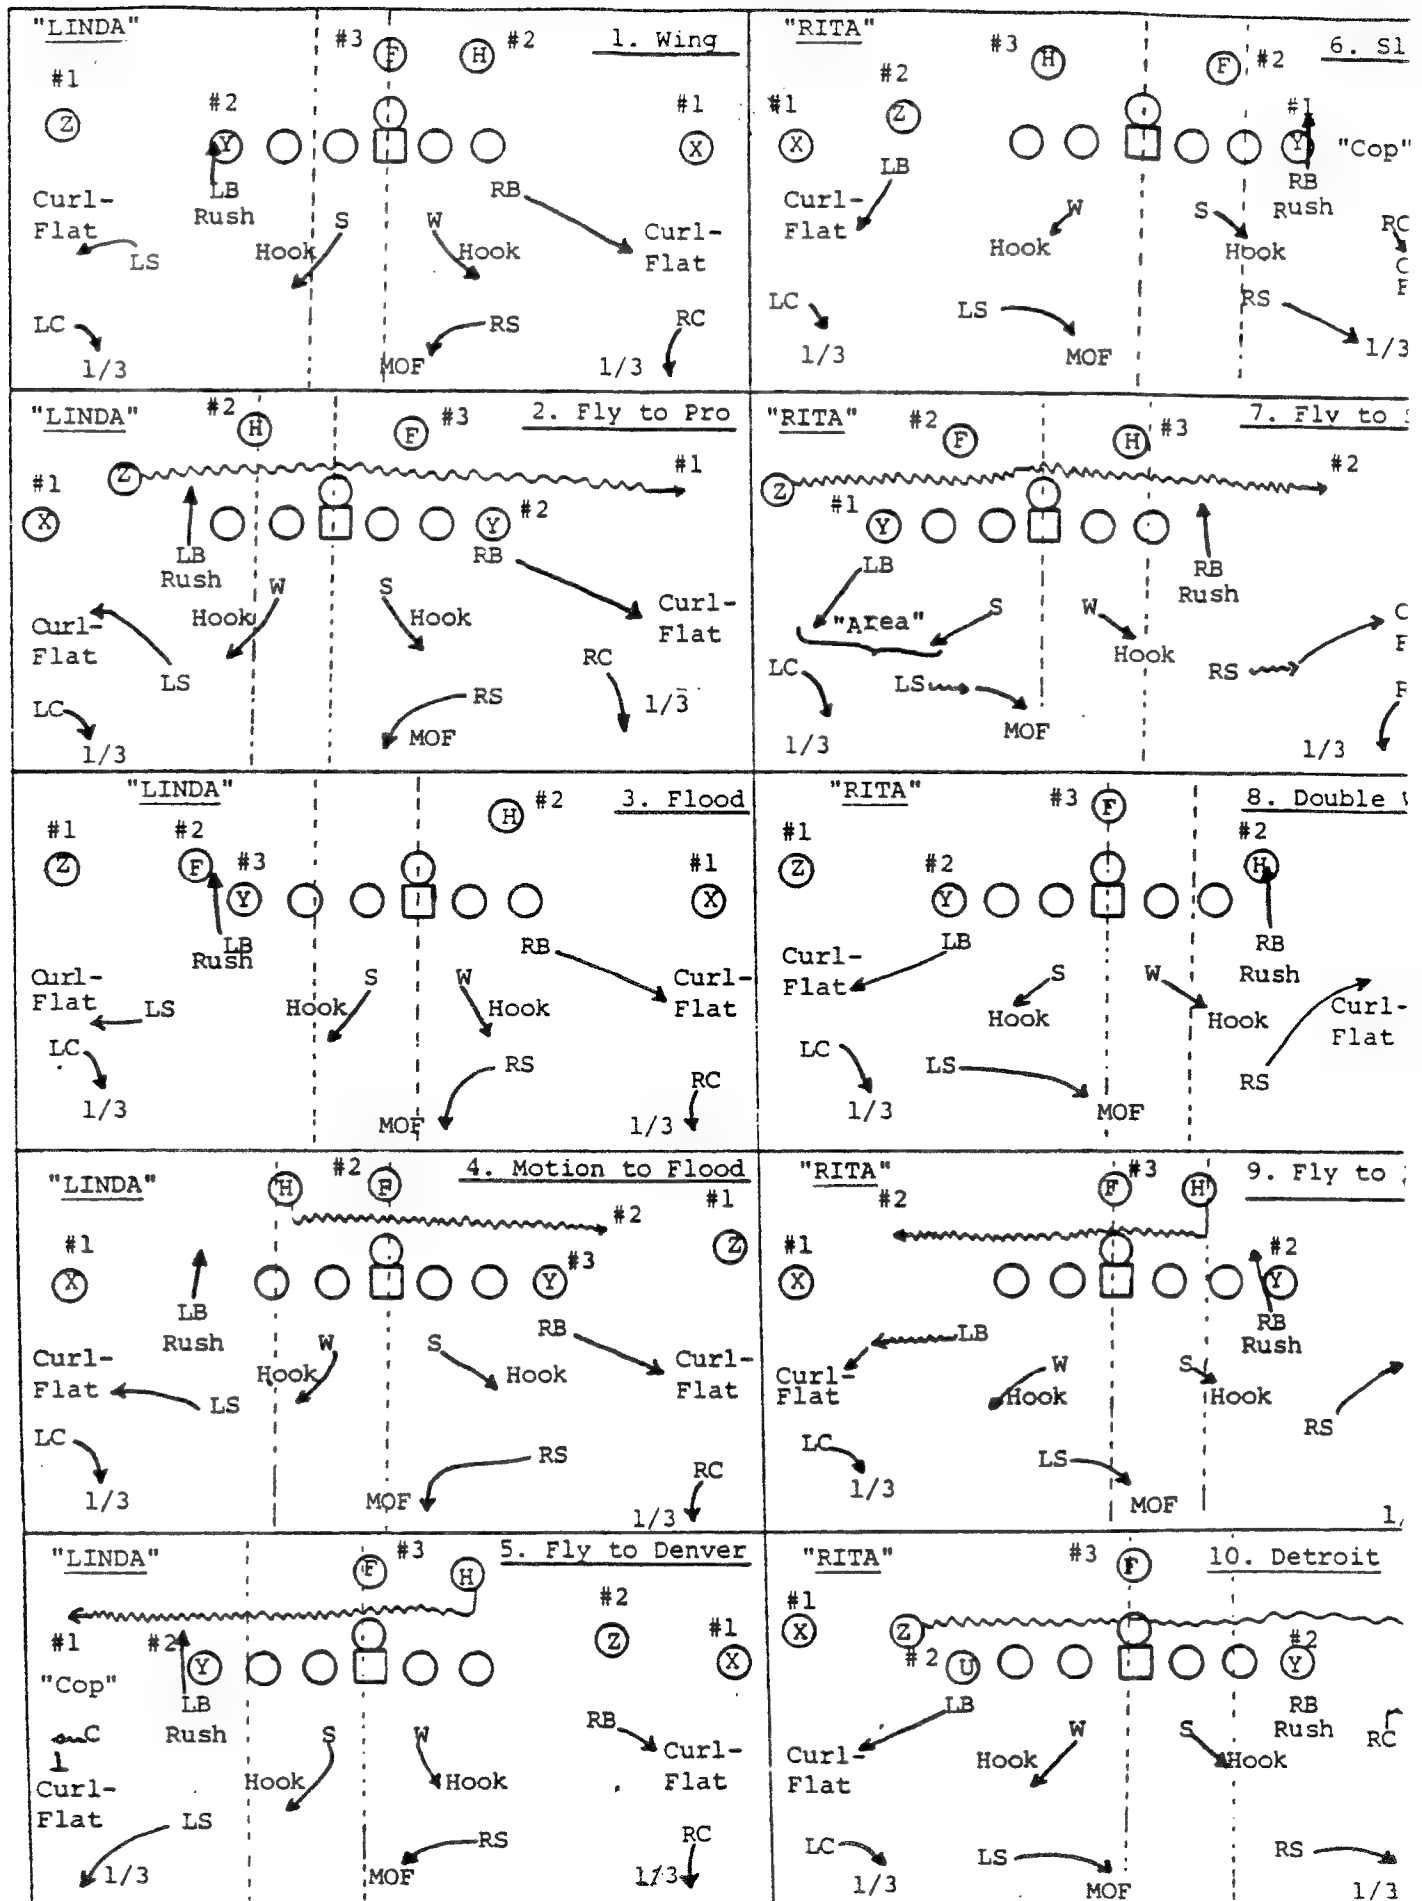 "LINDA"
1. Wing
#3
F
H
#2
#1
Z
#2
Y
#1
X
LB
Rush
RB
Curl-
Flat
LS
S
W
Hook
Hook
Curl-
Flat
LC
1/3
RS
MOF
RC
1/3
"RITA"
#3
H
F
#2
#1
X
#2
Z
#1
Y
"Cop"
LB
RB
Rush
Curl-
Flat
W
S
Hook
Hook
RC
LC
1/3
LS
MOF
RS
1/3
"LINDA"
#2
H
F
#3
2. Fly to Pro
Z
#1
#1
X
Y
#2
LB
Rush
RB
W
S
Hook
Hook
Curl-
Flat
Curl-
Flat
LS
RC
LC
1/3
RS
MOF
1/3
"RITA"
#2
F
H
#3
Z
#2
#1
Y
LB
RB
Rush
"Area"
S
W
Hook
LC
LS
RS
1/3
MOF
1/3
"LINDA"
H
#2
3. Flood
#1
#2
Z
F
#3
Y
#1
X
LB
Rush
RB
S
W
Curl-
Flat
LS
Hook
Hook
Curl-
Flat
LC
1/3
RS
MOF
RC
1/3
"RITA"
#3
F
8. Double
#1
Z
#2
Y
#2
H
LB
RB
Rush
Curl-
Flat
S
W
Hook
Hook
Curl-
Flat
LC
1/3
LS
MOF
RS
"LINDA"
H
#2
F
4. Motion to Flood
#2
#1
Z
#1
X
Y
#3
LB
Rush
RB
W
S
Curl-
Flat
Hook
Hook
Curl-
Flat
LS
LC
1/3
RS
MOF
RC
1/3
"RITA"
#2
F
#3
H
9. Fly to
#1
X
#2
Y
LB
RB
Rush
Curl-
Flat
W
Hook
S
Hook
LC
1/3
LS
MOF
RS
"LINDA"
F
#3
H
5. Fly to Denver
#1
#2
Y
#2
Z
#1
X
"Cop"
LB
Rush
RB
S
W
Curl-
Flat
Hook
Hook
Curl-
Flat
LS
1/3
RS
MOF
RC
1/3
"RITA"
#3
F
10. Detroit
#1
X
Z
#2
U
#2
Y
LB
RB
Rush
RC
W
S
Curl-
Flat
Hook
Hook
LC
1/3
LS
MOF
RS
1/3